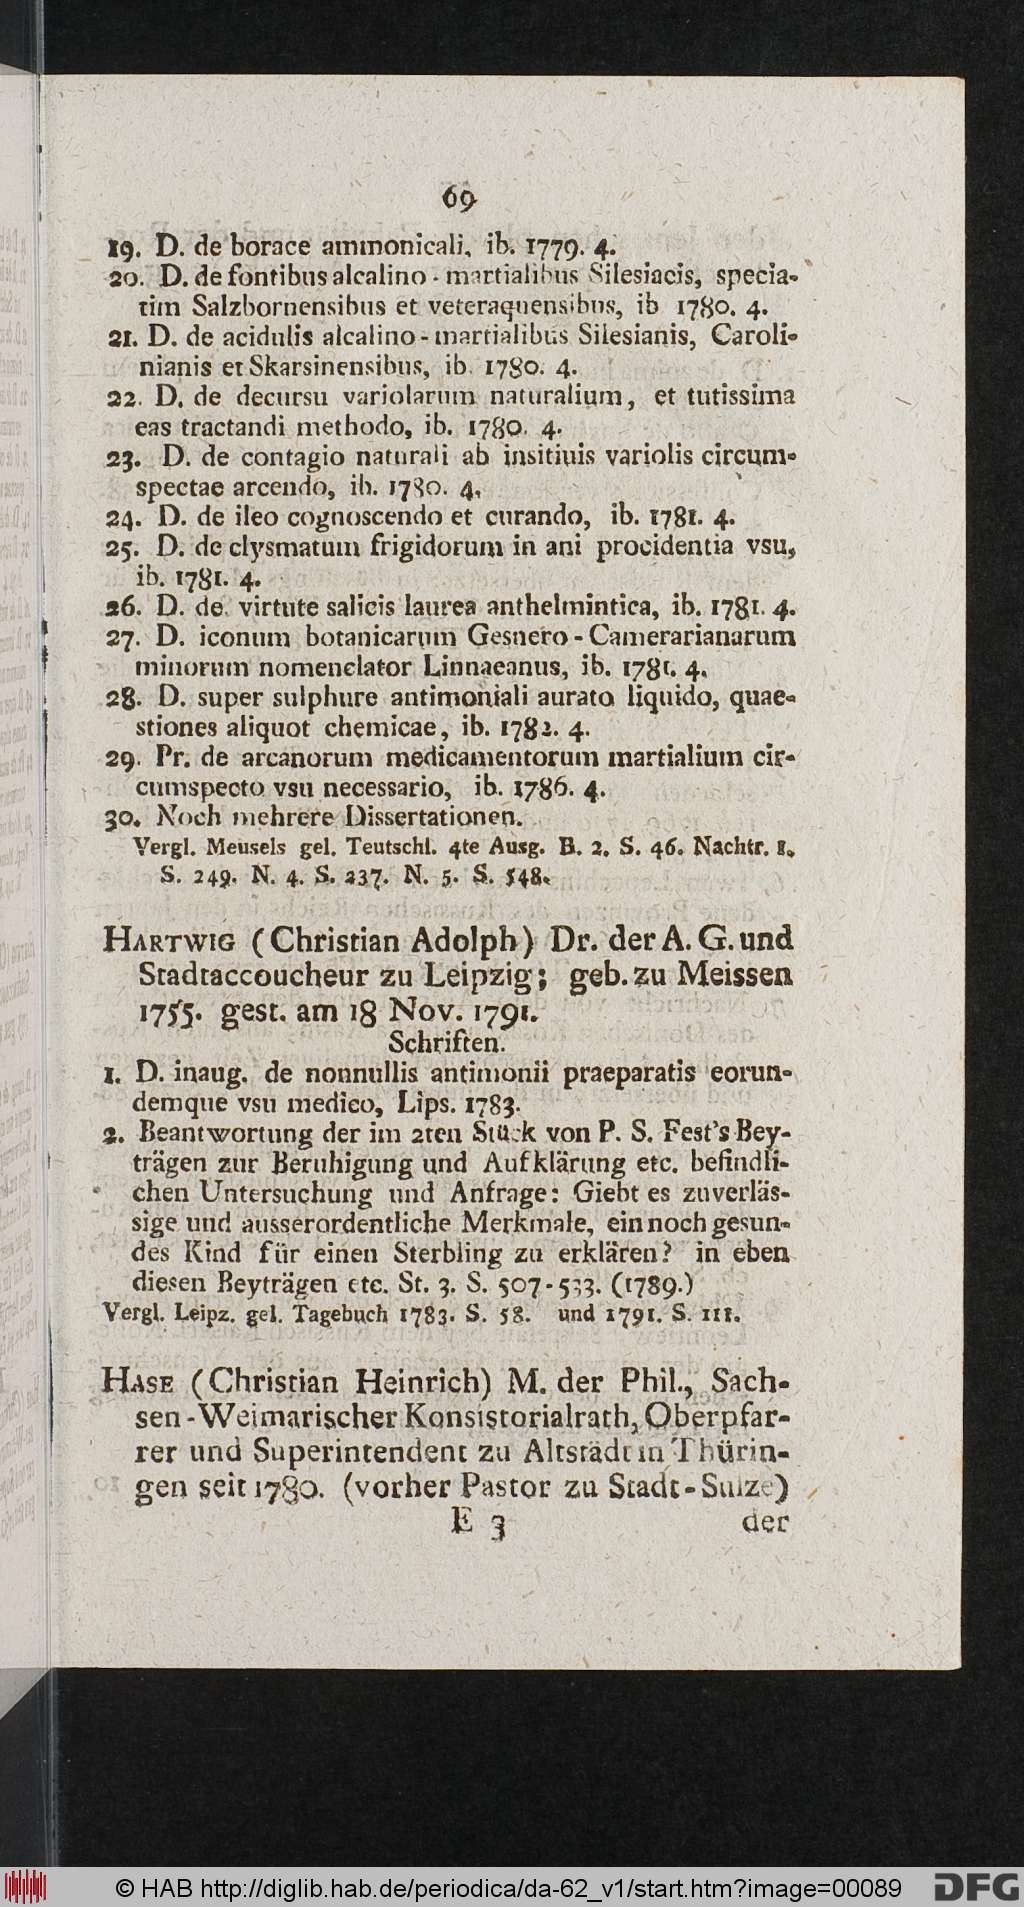 69
19. D. de borace ammonicali, ib. 1779. 4.
20. D. de fontibus alcalino-martialibus Silesiacis, specia-
tim Salzbornensibus et veteraquensibus, ib 1780. 4.
21. D. de acidulis alcalino-martialibus Silesianis, Caroli-
nianis et Skarsinensibus, ib. 1780. 4.
22. D. de decursu variolarum naturalium, et tutissima
eas tractandi methodo, ib. 1780. 4.
23. D. de contagio naturali ab insitiuis variolis circum-
spectae arcendo, ib. 1780. 4.
24. D. de ileo cognoscendo et curando, ib. 1781. 4.
25. D. de clysmatum frigidorum in ani procidentia vsu,
ib. 1781. 4.
26. D. de virtute salicis laurea anthelmintica, ib. 1781. 4.
27. D. iconum botanicarum Gesnero-Camerarianarum
minorum nomenclator Linnaeanus, ib. 1781. 4.
28. D. super sulphure antimoniali aurato liquido, quae-
stiones aliquot chemicae, ib. 1782. 4.
29. Pr. de arcanorum medicamentorum martialium cir-
cumspecto vsu necessario, ib. 1786. 4.
30. Noch mehrere Dissertationen.
Vergl. Meusels gel. Teutschl. 4te Ausg. B. 2. S. 46. Nachtr. 1.
S. 249. N. 4. S. 237. N. 5. S. 548.
HARTWIG (Christian Adolph) Dr. der A. G. und
Stadtaccoucheur zu Leipzig; geb. zu Meissen
1755. gest. am 18 Nov. 1791.
Schriften.
1. D. inaug. de nonnullis antimonii praeparatis eorun-
demque vsu medico, Lips. 1783.
2. Beantwortung der im 2ten Stück von P. S. Fest's Bey-
trägen zur Beruhigung und Aufklärung etc. befindli-
chen Untersuchung und Anfrage: Giebt es zuverläs-
sige und ausserordentliche Merkmale, ein noch gesun-
des Kind für einen Sterbling zu erklären? in eben
diesen Beyträgen etc. St. 3. S. 507-533. (1789.)
Vergl. Leipz. gel. Tagebuch 1783. S. 58. und 1791. S. 111.
HASE (Christian Heinrich) M. der Phil., Sach-
sen-Weimarischer Konsistorialrath, Oberpfar-
rer und Superintendent zu Altstädt in Thürin-
gen seit 1780. (vorher Pastor zu Stadt-Sulze)
E 3 der
© HAB http://diglib.hab.de/periodica/da-62_v1/start.htm?image=00089 DFG